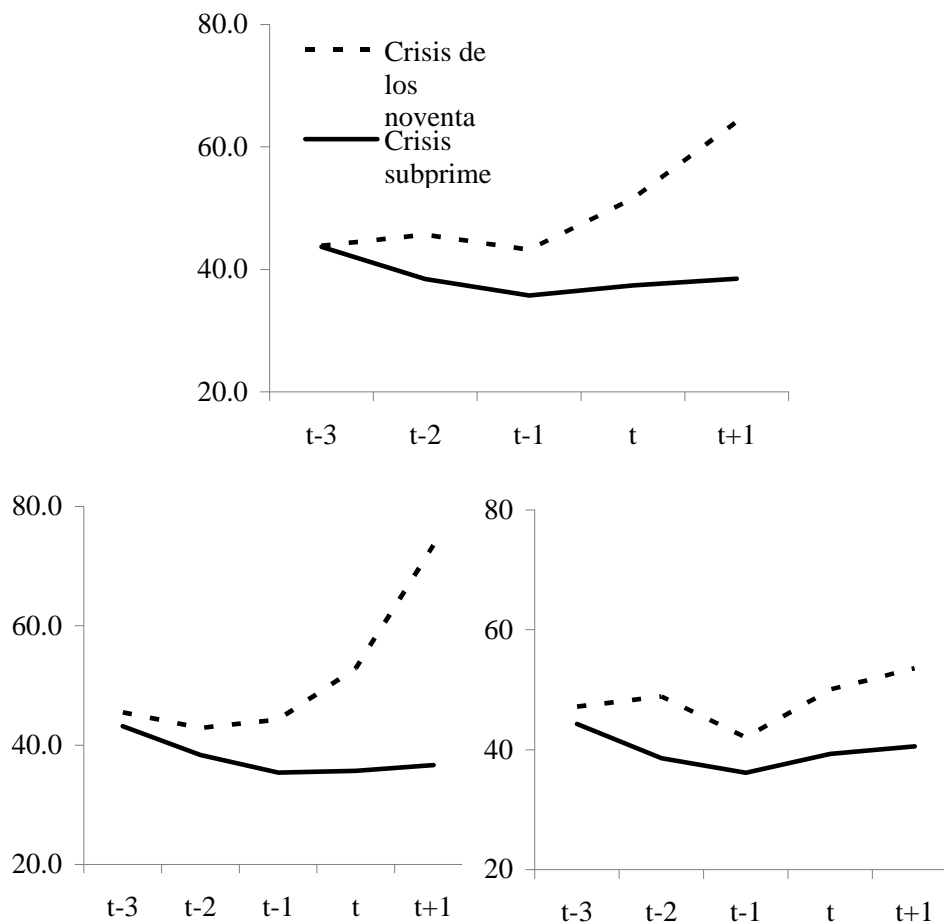 80.0
60.0
40.0
20.0
Crisis de
los
noventa
Crisis
subprime
t-3 t-2 t-1 t t+1
80.0
60.0
40.0
20.0
t-3 t-2 t-1 t t+1
80
60
40
20
t-3 t-2 t-1 t t+1